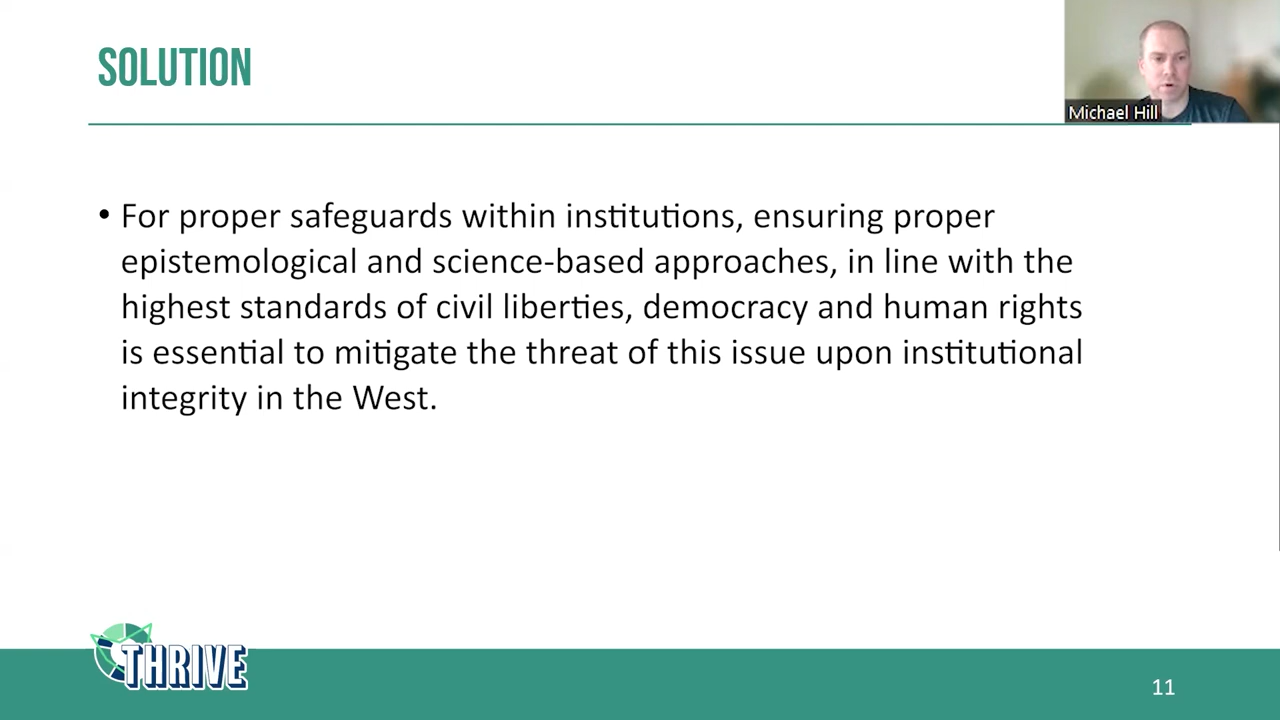 SOLUTION
Michael Hill
• For proper safeguards within institutions, ensuring proper
epistemological and science-based approaches, in line with the
highest standards of civil liberties, democracy and human rights
is essential to mitigate the threat of this issue upon institutional
integrity in the West.
THRIVE
11